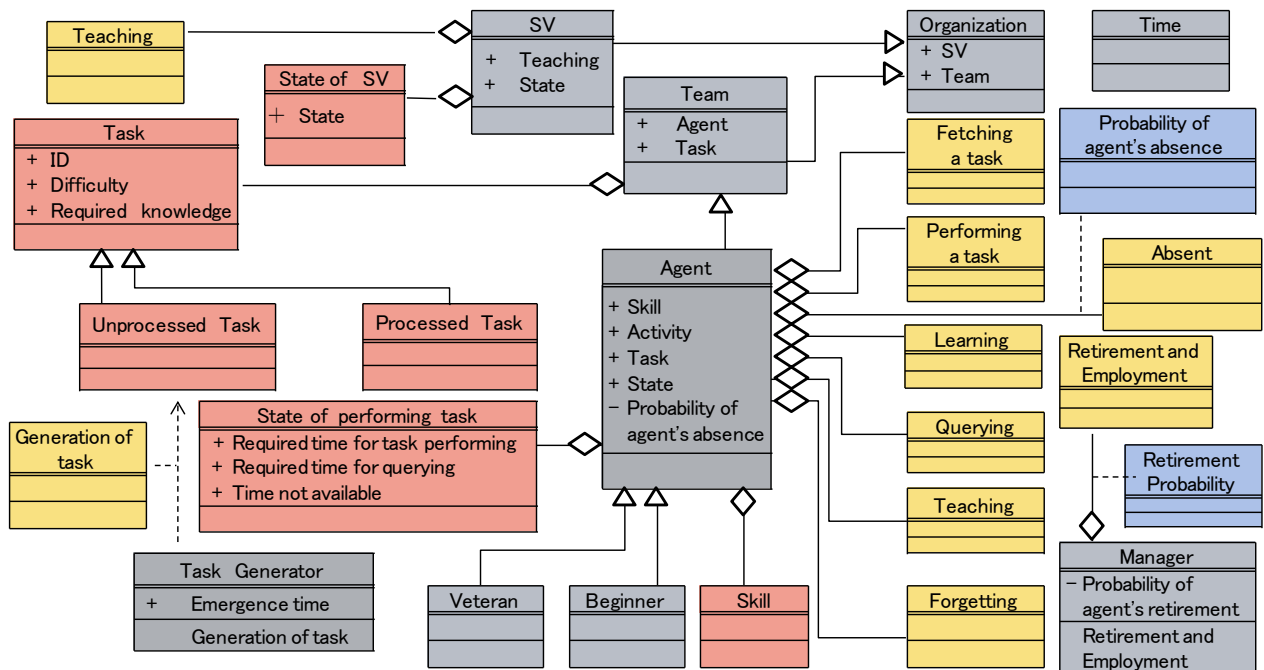 Teaching
SV
+ Teaching
+ State
Organization
+ SV
+ Team
Time
State of SV
+ State
Team
+ Agent
+ Task
Task
+ ID
+ Difficulty
+ Required knowledge
Fetching
a task
Probability of
agent's absence
Performing
a task
Absent
Agent
+ Skill
+ Activity
+ Task
+ State
− Probability of
agent's absence
Unprocessed Task
Processed Task
Learning
Retirement and
Employment
State of performing task
+ Required time for task performing
+ Required time for querying
+ Time not available
Generation of
task
Querying
Retirement
Probability
Teaching
Task Generator
+ Emergence time
Generation of task
Veteran
Beginner
Skill
Forgetting
Manager
− Probability of
agent's retirement
Retirement and
Employment